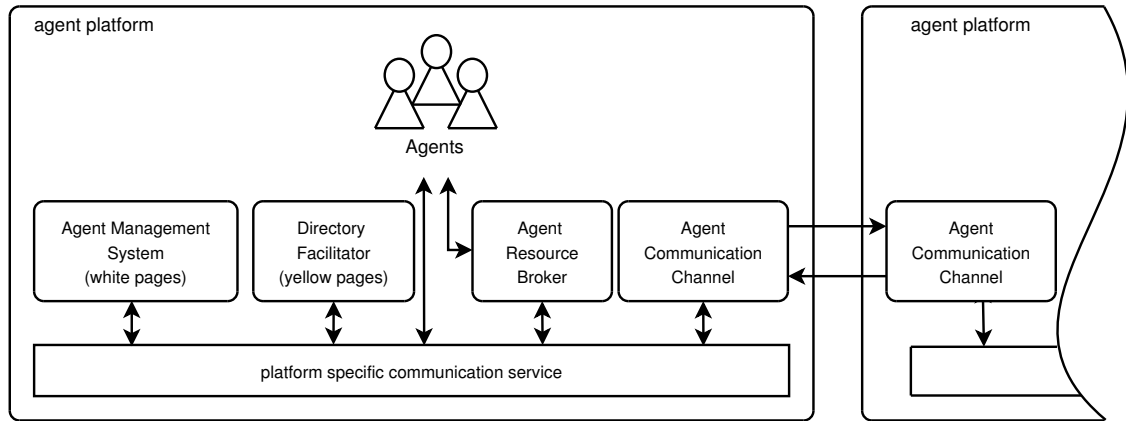 agent platform
agent platform
Agents
Agent Management
System
(white pages)
Directory
Facilitator
(yellow pages)
Agent
Resource
Broker
Agent
Communication
Channel
Agent
Communication
Channel
platform specific communication service